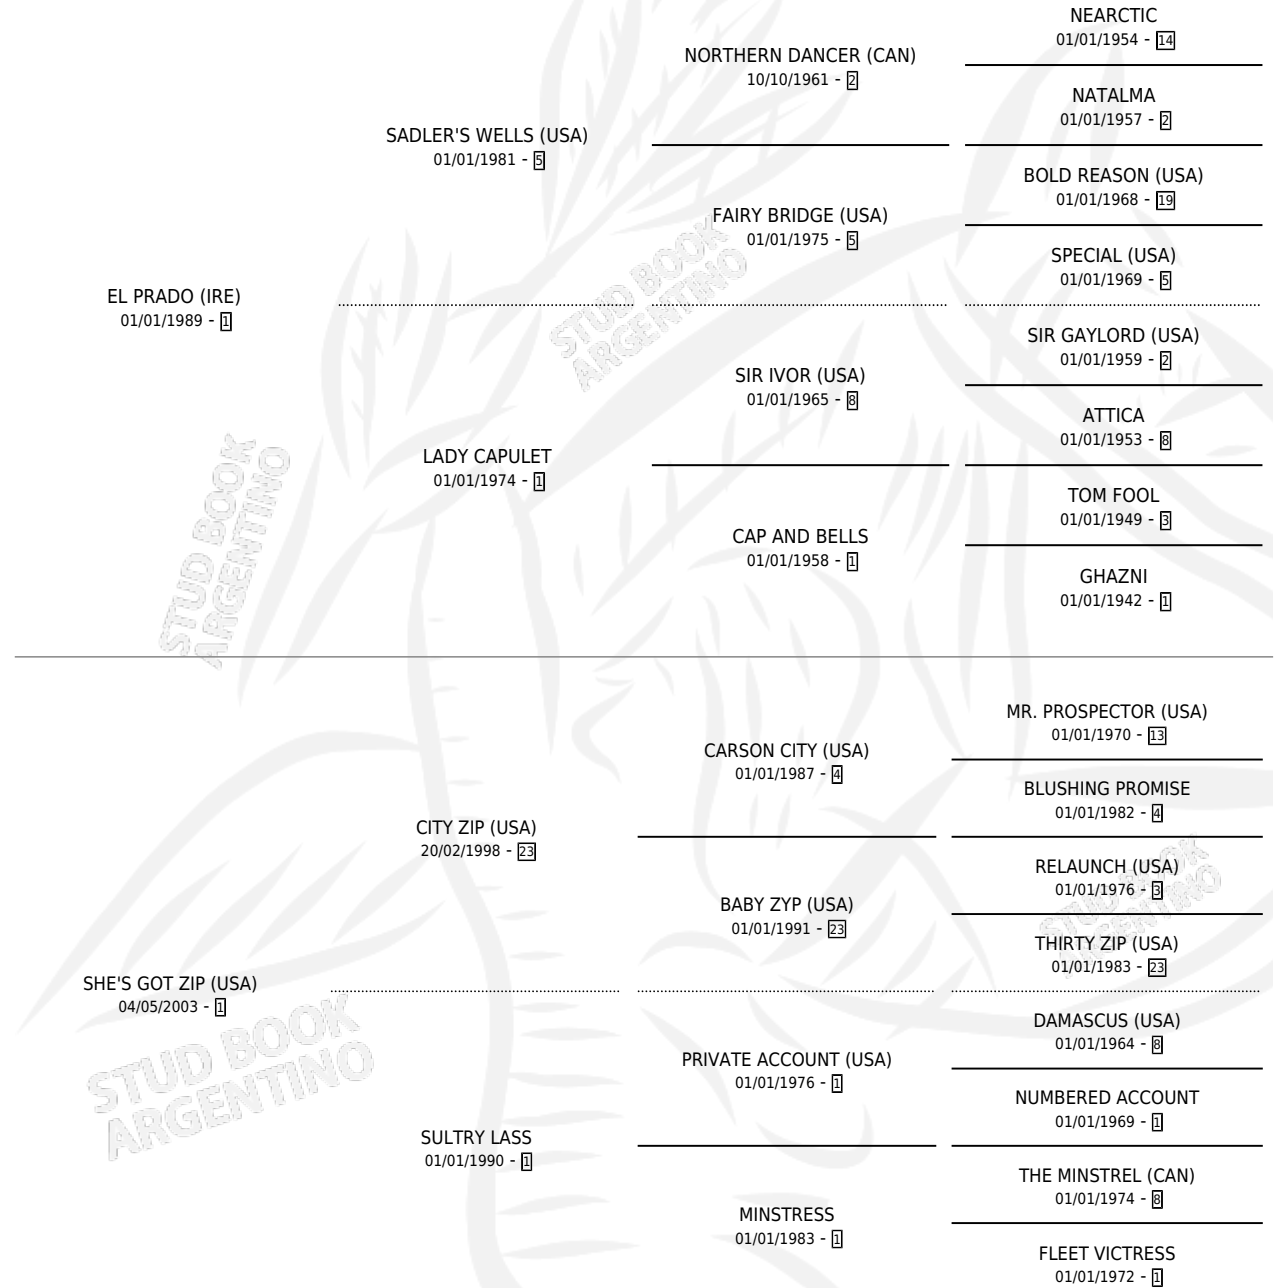 NEARCTIC
01/01/1954 - 14
NORTHERN DANCER (CAN)
10/10/1961 - 2
NATALMA
01/01/1957 - 2
SADLER'S WELLS (USA)
01/01/1981 - 5
BOLD REASON (USA)
01/01/1968 - 19
FAIRY BRIDGE (USA)
01/01/1975 - 5
SPECIAL (USA)
01/01/1969 - 5
EL PRADO (IRE)
01/01/1989 - 1
SIR GAYLORD (USA)
01/01/1959 - 2
SIR IVOR (USA)
01/01/1965 - 8
ATTICA
01/01/1953 - 8
LADY CAPULET
01/01/1974 - 1
TOM FOOL
01/01/1949 - 3
CAP AND BELLS
01/01/1958 - 1
GHAZNI
01/01/1942 - 1
MR. PROSPECTOR (USA)
01/01/1970 - 13
CARSON CITY (USA)
01/01/1987 - 4
BLUSHING PROMISE
01/01/1982 - 4
CITY ZIP (USA)
20/02/1998 - 23
RELAUNCH (USA)
01/01/1976 - 3
BABY ZYP (USA)
01/01/1991 - 23
THIRTY ZIP (USA)
01/01/1983 - 23
SHE'S GOT ZIP (USA)
04/05/2003 - 1
DAMASCUS (USA)
01/01/1964 - 8
PRIVATE ACCOUNT (USA)
01/01/1976 - 1
NUMBERED ACCOUNT
01/01/1969 - 1
SULTRY LASS
01/01/1990 - 1
THE MINSTREL (CAN)
01/01/1974 - 8
MINSTRESS
01/01/1983 - 1
FLEET VICTRESS
01/01/1972 - 1
STUD BOOK
ARGENTINO
STUD BOOK
ARGENTINO
STUD BOOK
ARGENTINO
STUD BOOK
ARGENTINO